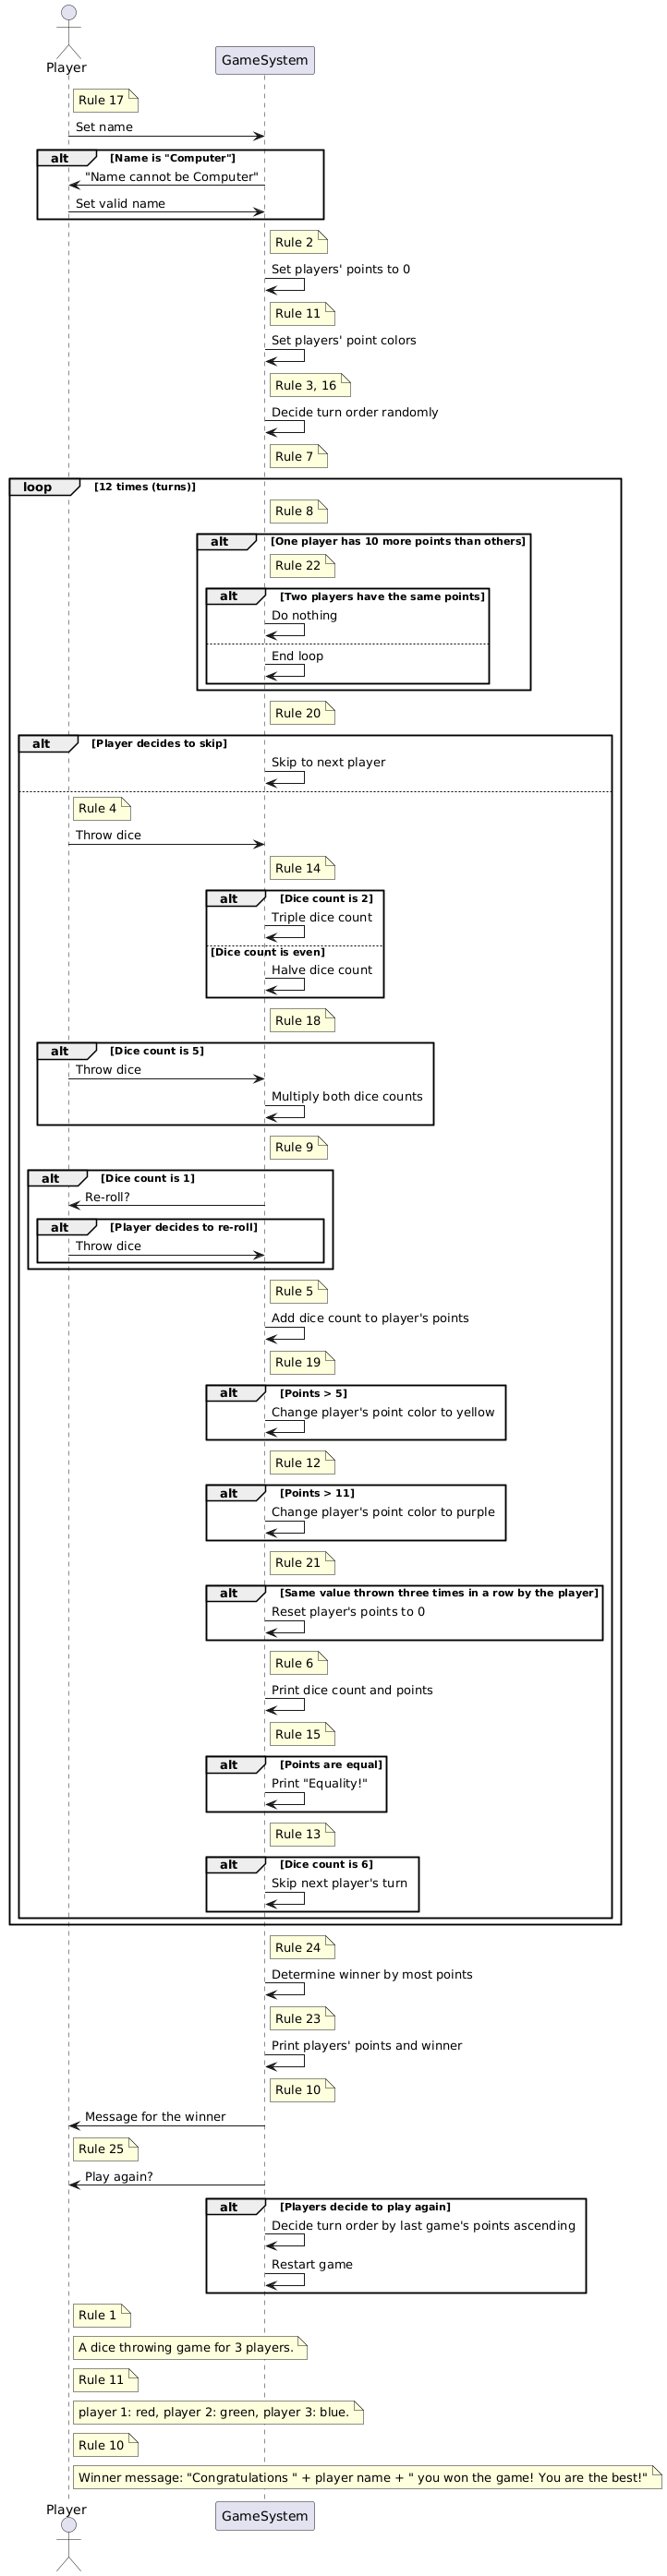 Player
GameSystem
Rule 17
Set name
alt [Name is "Computer"]
"Name cannot be Computer"
Set valid name
Rule 2
Set players' points to 0
Rule 11
Set players' point colors
Rule 3, 16
Decide turn order randomly
Rule 7
loop [12 times (turns)]
Rule 8
alt [One player has 10 more points than others]
Rule 22
alt [Two players have the same points]
Do nothing
End loop
Rule 20
alt [Player decides to skip]
Skip to next player
Rule 4
Throw dice
Rule 14
alt [Dice count is 2]
Triple dice count
[Dice count is even]
Halve dice count
Rule 18
alt [Dice count is 5]
Throw dice
Multiply both dice counts
Rule 9
alt [Dice count is 1]
Re-roll?
alt [Player decides to re-roll]
Throw dice
Rule 5
Add dice count to player's points
Rule 19
alt [Points > 5]
Change player's point color to yellow
Rule 12
alt [Points > 11]
Change player's point color to purple
Rule 21
alt [Same value thrown three times in a row by the player]
Reset player's points to 0
Rule 6
Print dice count and points
Rule 15
alt [Points are equal]
Print "Equality!"
Rule 13
alt [Dice count is 6]
Skip next player's turn
Rule 24
Determine winner by most points
Rule 23
Print players' points and winner
Rule 10
Message for the winner
Rule 25
Play again?
alt [Players decide to play again]
Decide turn order by last game's points ascending
Restart game
Rule 1
A dice throwing game for 3 players.
Rule 11
player 1: red, player 2: green, player 3: blue.
Rule 10
Winner message: "Congratulations " + player name + " you won the game! You are the best!"
Player
GameSystem